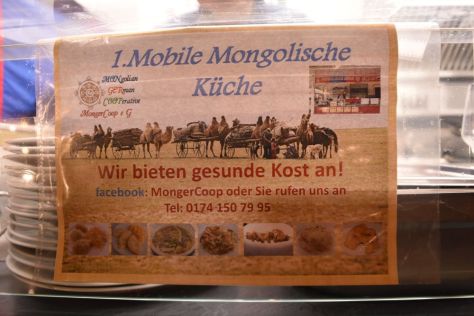 1.Mobile Mongolische
Küche
MONgolian
GERman
COOPerative
MongerCoop e G
Wir bieten gesunde Kost an!
facebook: MongerCoop oder Sie rufen uns an
Tel: 0174 150 79 95